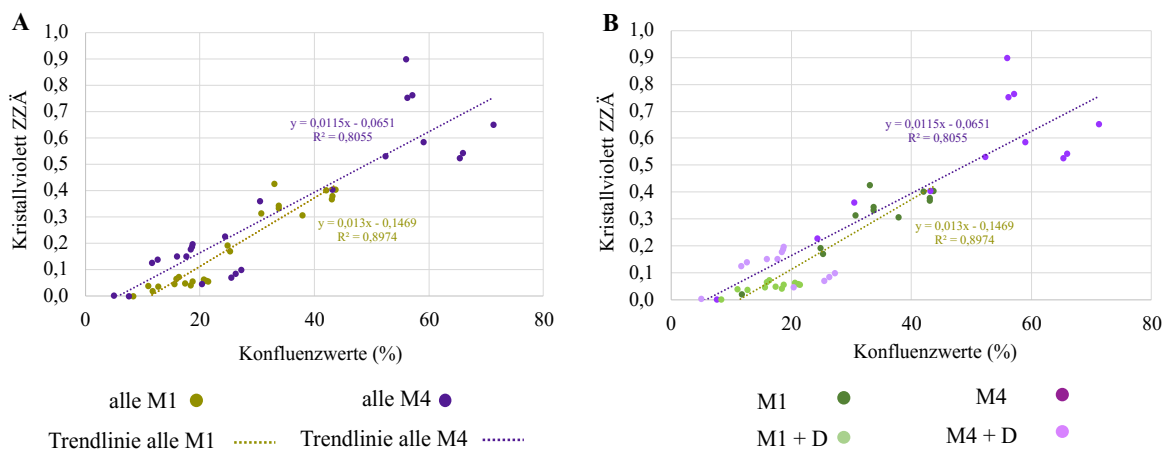 A
Kristallviolett ZZÄ
1,0
0,9
0,8
0,7
0,6
0,5
0,4
0,3
0,2
0,1
0,0
y = 0,0115x - 0,0651
R² = 0,8055
y = 0,013x - 0,1469
R² = 0,8974
0 20 40 60 80
Konfluenzwerte (%)
alle M1
alle M4
Trendlinie alle M1
Trendlinie alle M4
B
Kristallviolett ZZÄ
1,0
0,9
0,8
0,7
0,6
0,5
0,4
0,3
0,2
0,1
0,0
y = 0,0115x - 0,0651
R² = 0,8055
y = 0,013x - 0,1469
R² = 0,8974
0 20 40 60 80
Konfluenzwerte (%)
M1
M4
M1 + D
M4 + D